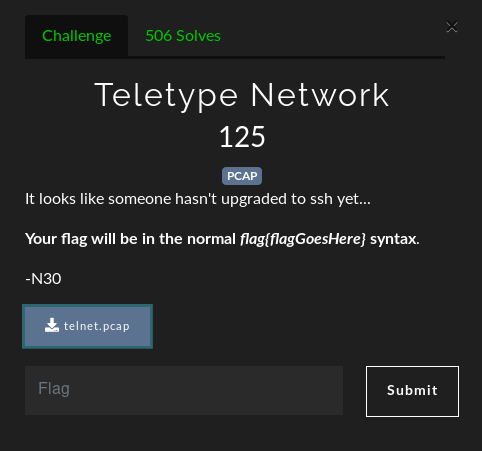 Challenge
506 Solves
×
Teletype Network
125
PCAP
It looks like someone hasn't upgraded to ssh yet...
Your flag will be in the normal flag{flagGoesHere} syntax.
-N30
telnet.pcap
Flag
Submit